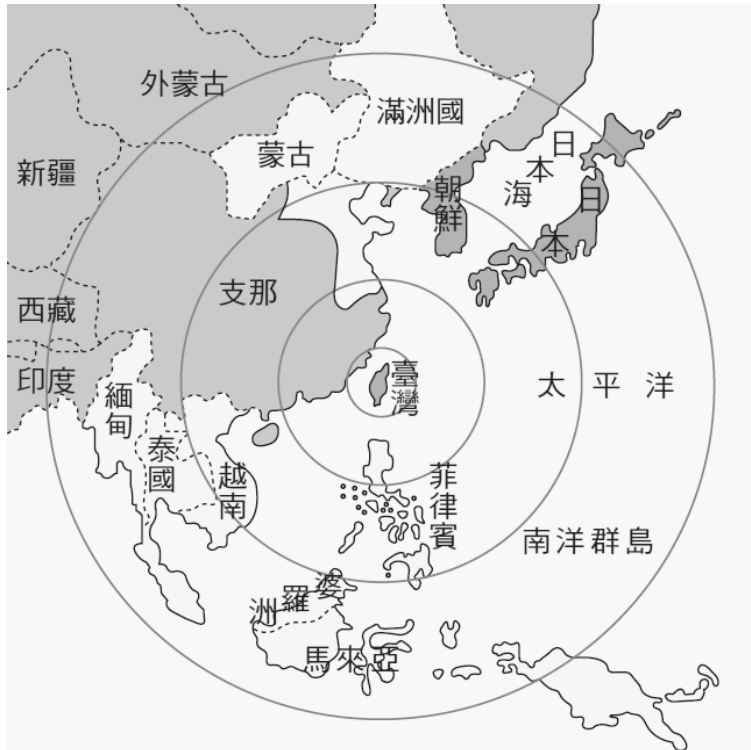 外蒙古
滿洲國
蒙古
新疆
朝鮮
日本海
日本
支那
西藏
印度
緬甸
泰國
越南
臺灣
太平洋
菲律賓
南洋群島
婆羅洲
馬來亞